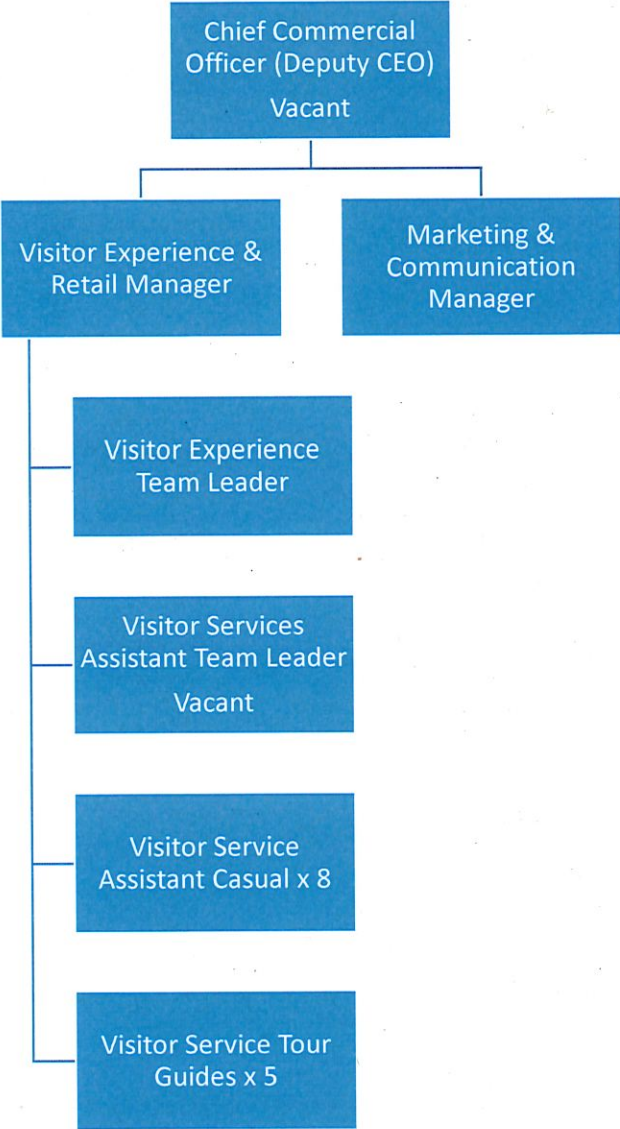 Chief Commercial
Officer (Deputy CEO)
Vacant
Visitor Experience &
Retail Manager
Marketing &
Communication
Manager
Visitor Experience
Team Leader
Visitor Services
Assistant Team Leader
Vacant
Visitor Service
Assistant Casual x 8
Visitor Service Tour
Guides x 5